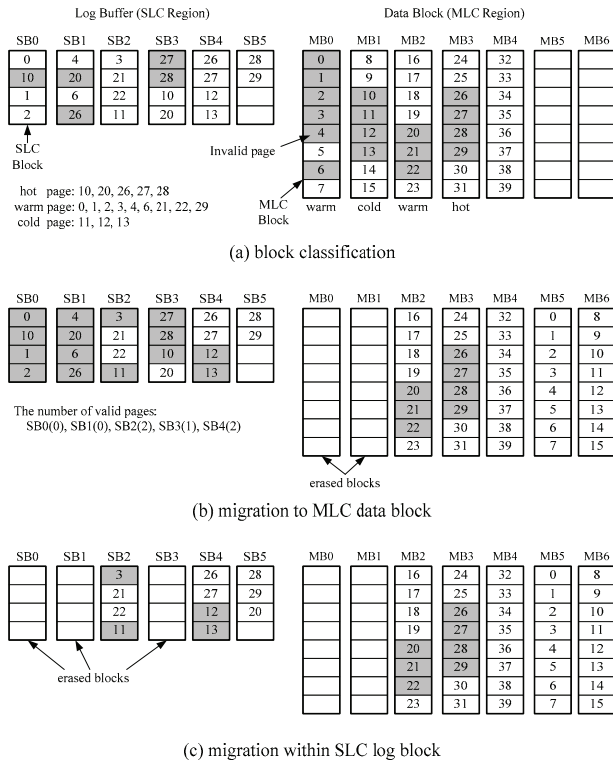 Log Buffer (SLC Region) Data Block (MLC Region)
SB0 SB1 SB2 SB3 SB4 SB5 MB0 MB1 MB2 MB3 MB4 MB5 MB6
0 4 3 27 26 28 0 8 16 24 32
10 20 21 28 27 29 1 9 17 25 33
1 6 22 10 12 2 10 18 26 34
2 26 11 20 13 3 11 19 27 35
4 12 20 28 36
5 13 21 29 37
6 14 22 30 38
7 15 23 31 39
SLC
Block
Invalid page
MLC
Block
hot page: 10, 20, 26, 27, 28
warm page: 0, 1, 2, 3, 4, 6, 21, 22, 29
cold page: 11, 12, 13
warm cold warm hot
(a) block classification
SB0 SB1 SB2 SB3 SB4 SB5 MB0 MB1 MB2 MB3 MB4 MB5 MB6
0 4 3 27 26 28 16 24 32 0 8
10 20 21 28 27 29 17 25 33 1 9
1 6 22 10 12 18 26 34 2 10
2 26 11 20 13 19 27 35 3 11
20 28 36 4 12
21 29 37 5 13
22 30 38 6 14
23 31 39 7 15
The number of valid pages:
SB0(0), SB1(0), SB2(2), SB3(1), SB4(2)
erased blocks
(b) migration to MLC data block
SB0 SB1 SB2 SB3 SB4 SB5 MB0 MB1 MB2 MB3 MB4 MB5 MB6
3 26 28 16 24 32 0 8
21 27 29 17 25 33 1 9
22 12 20 18 26 34 2 10
11 13 19 27 35 3 11
20 28 36 4 12
21 29 37 5 13
22 30 38 6 14
23 31 39 7 15
erased blocks
(c) migration within SLC log block